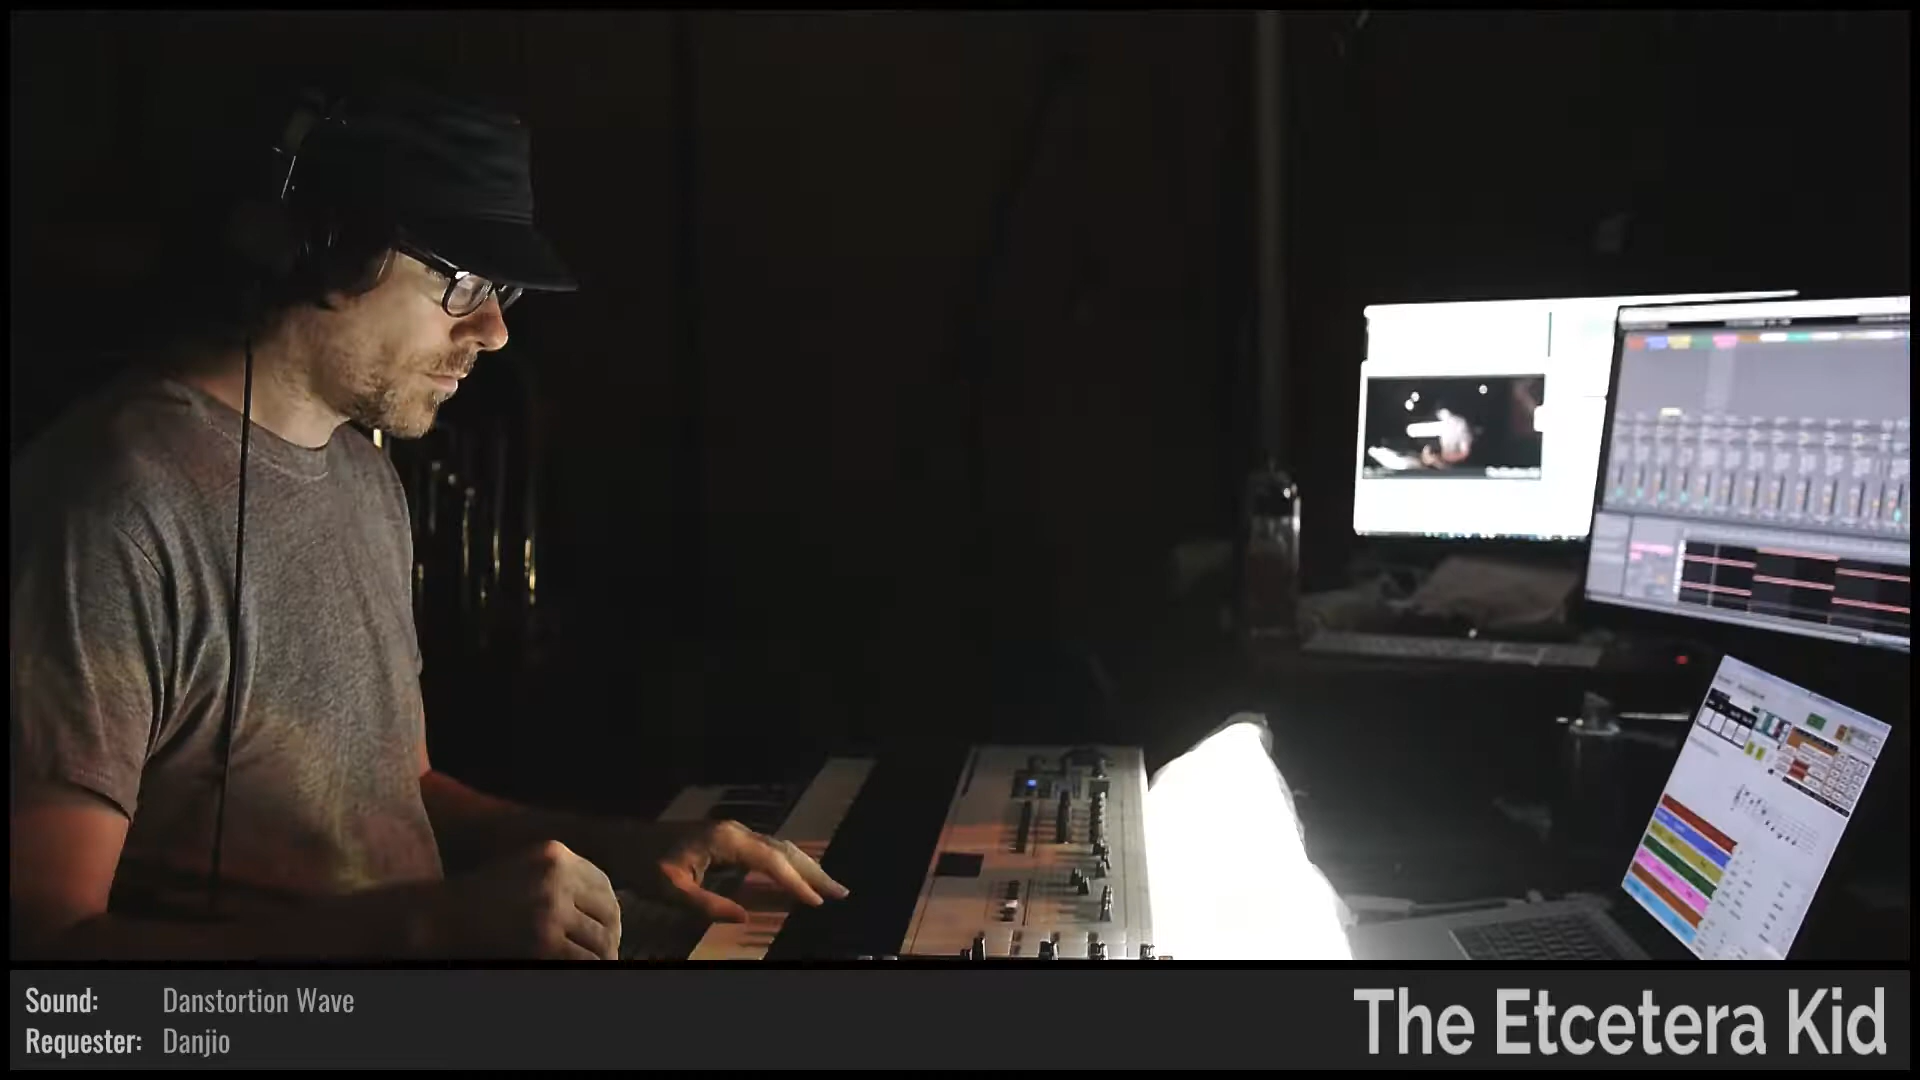 Sound: Danstortion Wave
Requester: Danjio
The Etcetera Kid